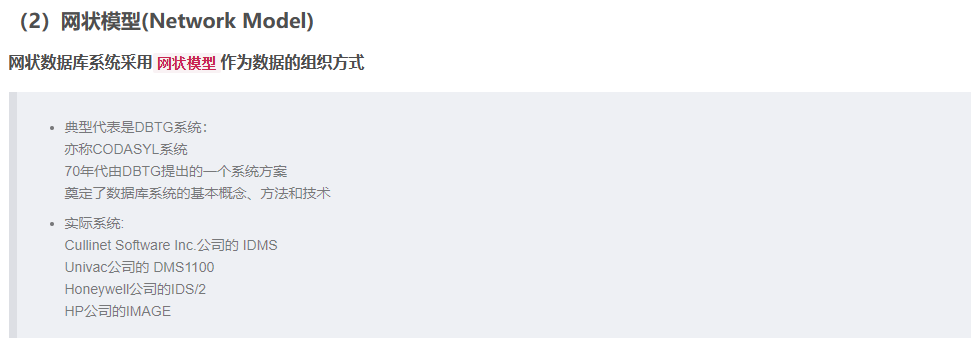 （2）网状模型(Network Model)
网状数据库系统采用 网状模型 作为数据的组织方式
典型代表是DBTG系统：
亦称CODASYL系统
70年代由DBTG提出的一个系统方案
奠定了数据库系统的基本概念、方法和技术
实际系统:
Cullinet Software Inc.公司的 IDMS
Univac公司的 DMS1100
Honeywell公司的IDS/2
HP公司的IMAGE